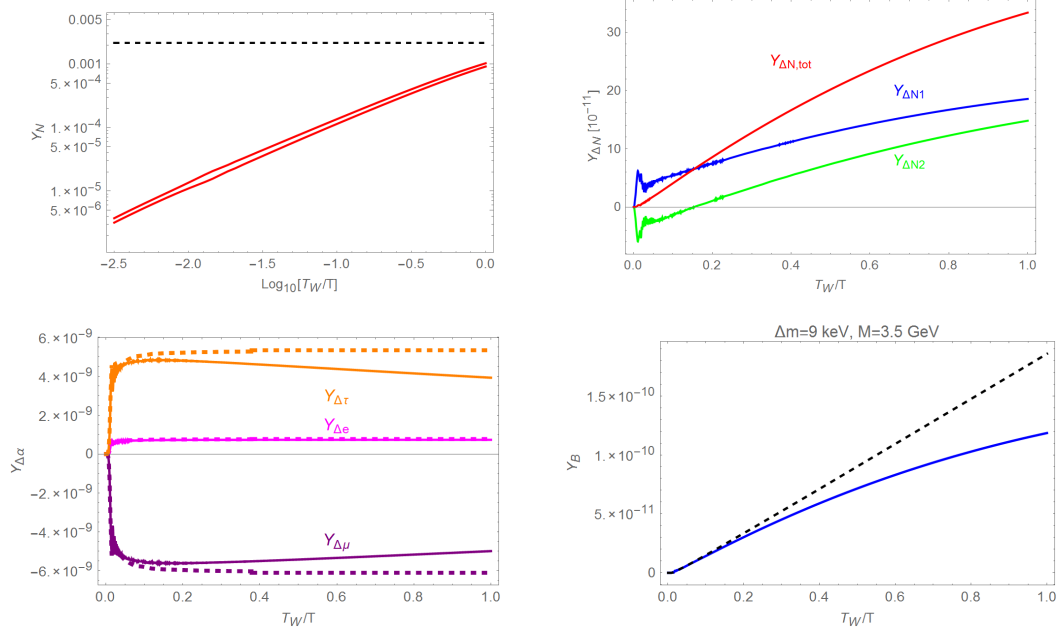 0.005
0.001
5.×10⁻⁴
1.×10⁻⁴
5.×10⁻⁵
1.×10⁻⁵
5.×10⁻⁶
Y_N
−2.5 −2.0 −1.5 −1.0 −0.5 0.0
Log₁₀[T_W/T]
30
20
10
0
Y_ΔN [10⁻¹¹]
Y_ΔN,tot
Y_ΔN1
Y_ΔN2
0.0 0.2 0.4 0.6 0.8 1.0
T_W/T
6.×10⁻⁹
4.×10⁻⁹
2.×10⁻⁹
0
−2.×10⁻⁹
−4.×10⁻⁹
−6.×10⁻⁹
Y_Δα
Y_Δτ
Y_Δe
Y_Δμ
0.0 0.2 0.4 0.6 0.8 1.0
T_W/T
Δm=9 keV, M=3.5 GeV
1.5×10⁻¹⁰
1.×10⁻¹⁰
5.×10⁻¹¹
0
Y_B
0.0 0.2 0.4 0.6 0.8 1.0
T_W/T